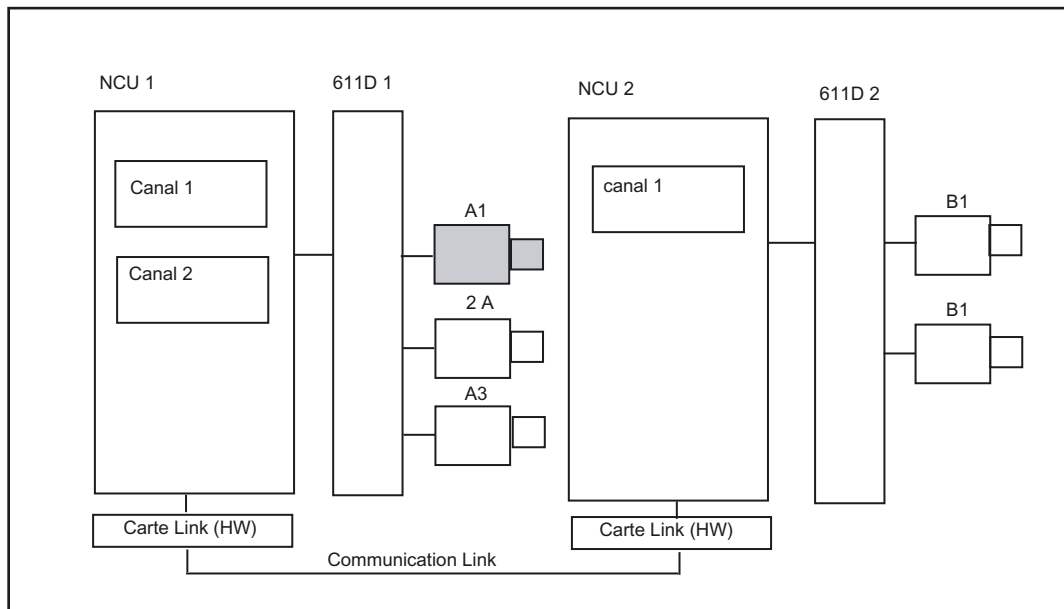 NCU 1
611D 1
NCU 2
611D 2
Canal 1
Canal 2
A1
2 A
A3
canal 1
B1
B1
Carte Link (HW)
Carte Link (HW)
Communication Link